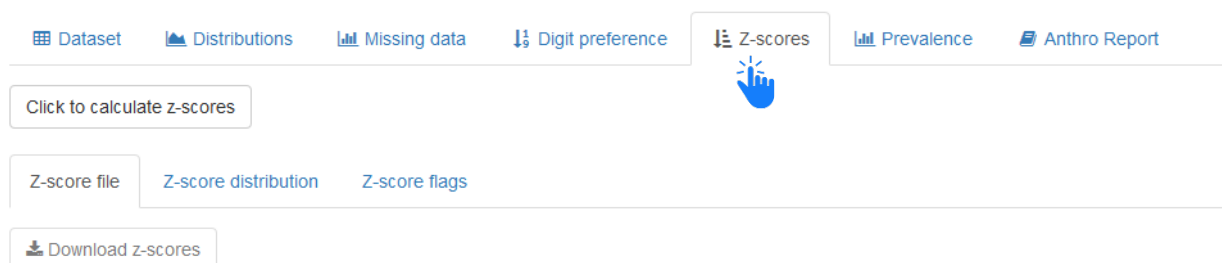 Dataset Distributions Missing data Digit preference Z-scores Prevalence Anthro Report
Click to calculate z-scores
Z-score file Z-score distribution Z-score flags
Download z-scores